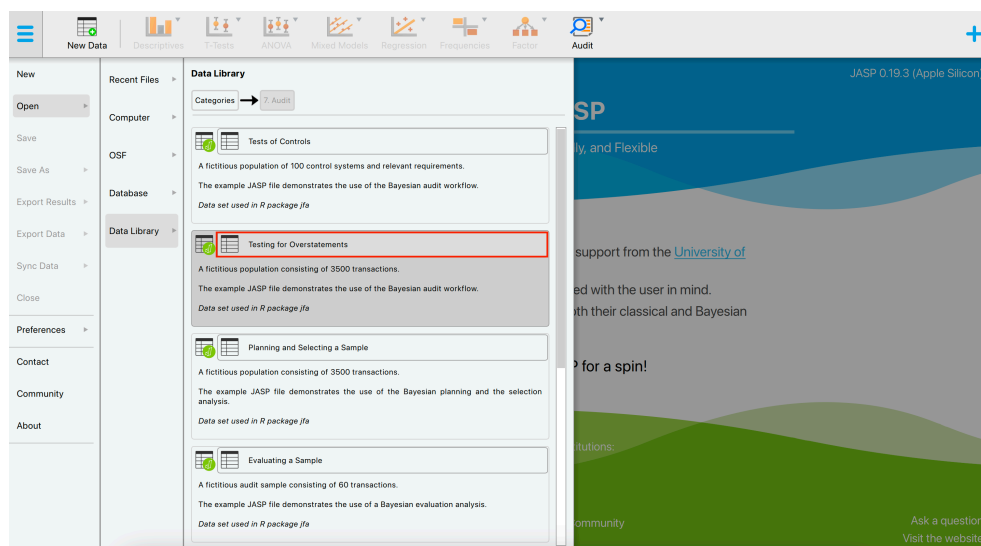 New Data
Descriptives
T-Tests
ANOVA
Mixed Models
Regression
Frequencies
Factor
Audit
New
Open
Save
Save As
Export Results
Export Data
Sync Data
Close
Preferences
Contact
Community
About
Recent Files
Computer
OSF
Database
Data Library
Data Library
Categories
7. Audit
Tests of Controls
A fictitious population of 100 control systems and relevant requirements.
The example JASP file demonstrates the use of the Bayesian audit workflow.
Data set used in R package jfa
Testing for Overstatements
A fictitious population consisting of 3500 transactions.
The example JASP file demonstrates the use of the Bayesian audit workflow.
Data set used in R package jfa
Planning and Selecting a Sample
A fictitious population consisting of 3500 transactions.
The example JASP file demonstrates the use of the Bayesian planning and the selection
analysis.
Data set used in R package jfa
Evaluating a Sample
A fictitious audit sample consisting of 60 transactions.
The example JASP file demonstrates the use of a Bayesian evaluation analysis.
Data set used in R package jfa
JASP 0.19.3 (Apple Silicon)
SP
ly, and Flexible
support from the University of
ed with the user in mind.
oth their classical and Bayesian
for a spin!
itutions:
ommunity
Ask a question
Visit the website